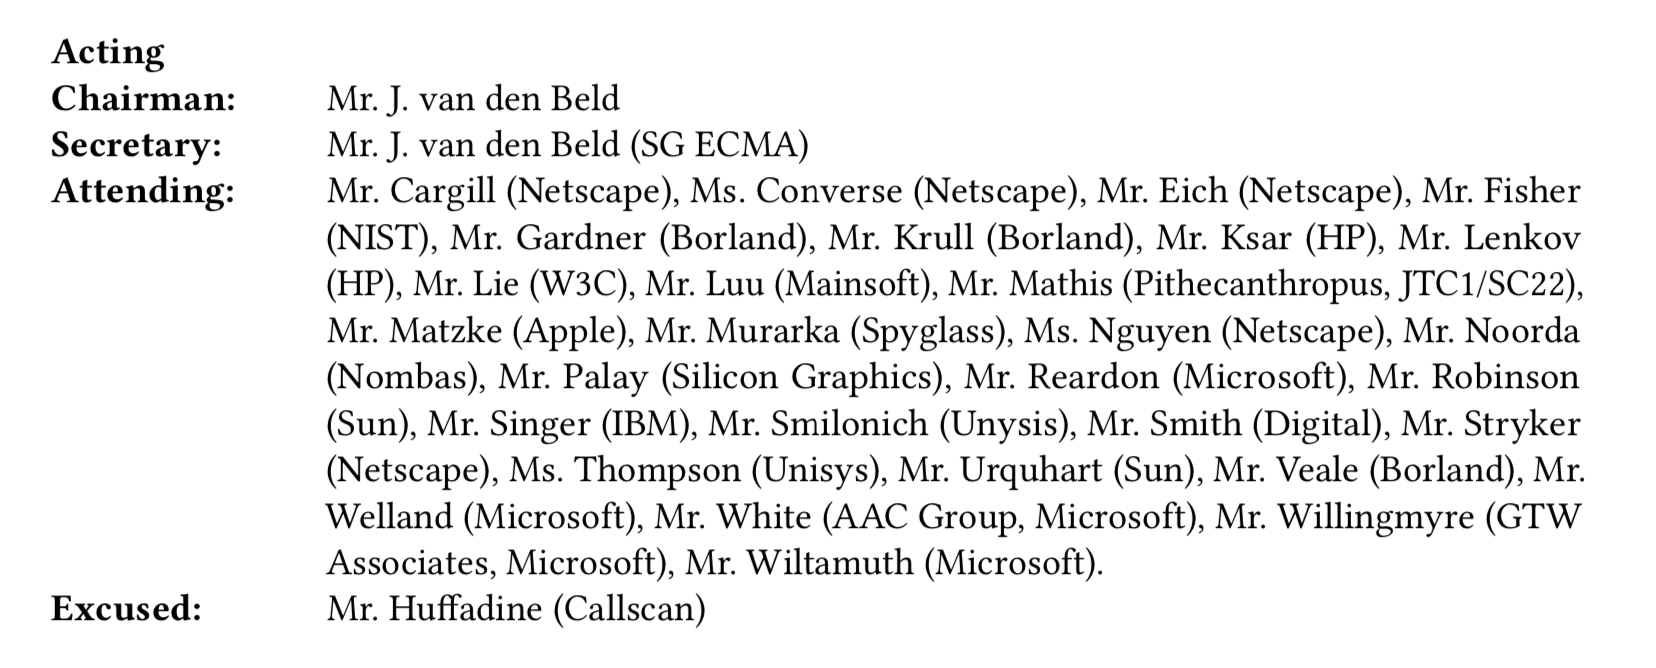 Acting
Chairman: Mr. J. van den Beld
Secretary: Mr. J. van den Beld (SG ECMA)
Attending: Mr. Cargill (Netscape), Ms. Converse (Netscape), Mr. Eich (Netscape), Mr. Fisher
(NIST), Mr. Gardner (Borland), Mr. Krull (Borland), Mr. Ksar (HP), Mr. Lenkov
(HP), Mr. Lie (W3C), Mr. Luu (Mainsoft), Mr. Mathis (Pithecanthropus, JTC1/SC22),
Mr. Matzke (Apple), Mr. Murarka (Spyglass), Ms. Nguyen (Netscape), Mr. Noorda
(Nombas), Mr. Palay (Silicon Graphics), Mr. Reardon (Microsoft), Mr. Robinson
(Sun), Mr. Singer (IBM), Mr. Smilonich (Unysis), Mr. Smith (Digital), Mr. Stryker
(Netscape), Ms. Thompson (Unisys), Mr. Urquhart (Sun), Mr. Veale (Borland), Mr.
Welland (Microsoft), Mr. White (AAC Group, Microsoft), Mr. Willingmyre (GTW
Associates, Microsoft), Mr. Wiltamuth (Microsoft).
Excused: Mr. Huffadine (Callscan)